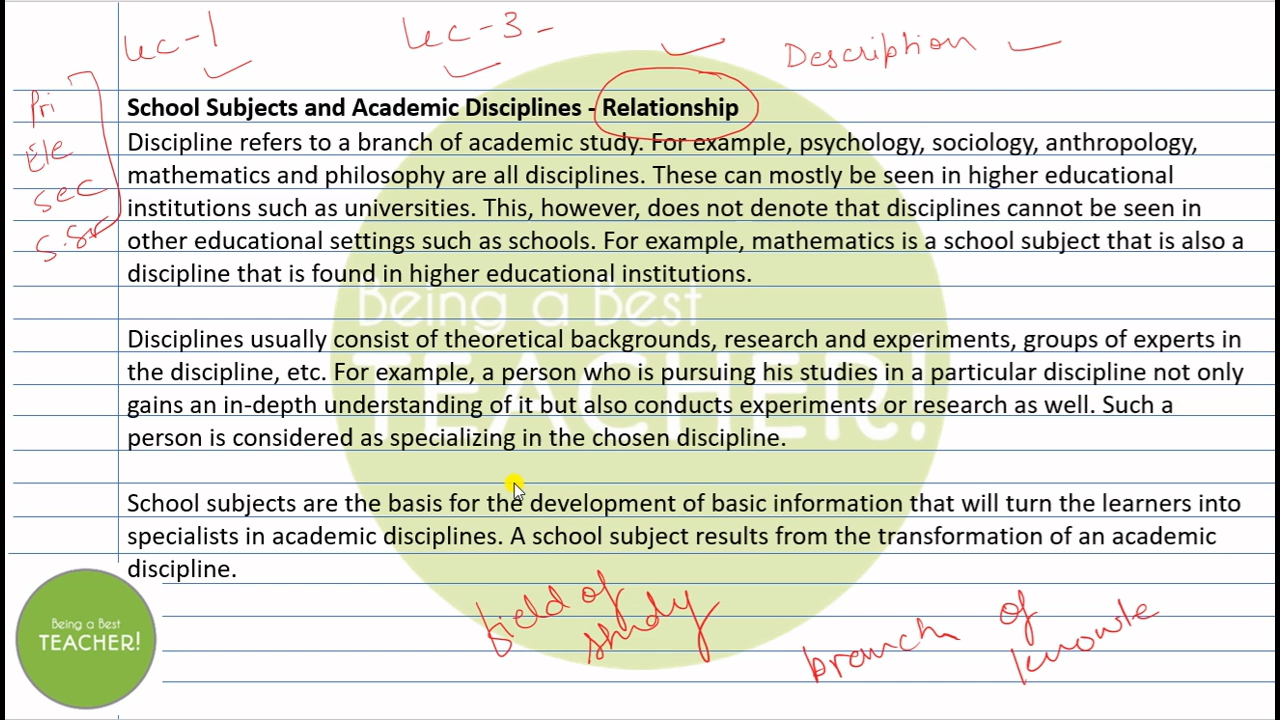 Lec-1
Lec-3-
Description
Pri
Ele
Sec
S.Sr
School Subjects and Academic Disciplines - Relationship
Discipline refers to a branch of academic study. For example, psychology, sociology, anthropology,
mathematics and philosophy are all disciplines. These can mostly be seen in higher educational
institutions such as universities. This, however, does not denote that disciplines cannot be seen in
other educational settings such as schools. For example, mathematics is a school subject that is also a
discipline that is found in higher educational institutions.
Being a Best
TEACHER!
Disciplines usually consist of theoretical backgrounds, research and experiments, groups of experts in
the discipline, etc. For example, a person who is pursuing his studies in a particular discipline not only
gains an in-depth understanding of it but also conducts experiments or research as well. Such a
person is considered as specializing in the chosen discipline.
School subjects are the basis for the development of basic information that will turn the learners into
specialists in academic disciplines. A school subject results from the transformation of an academic
discipline.
field of
study
branch of
knowle
Being a Best
TEACHER!